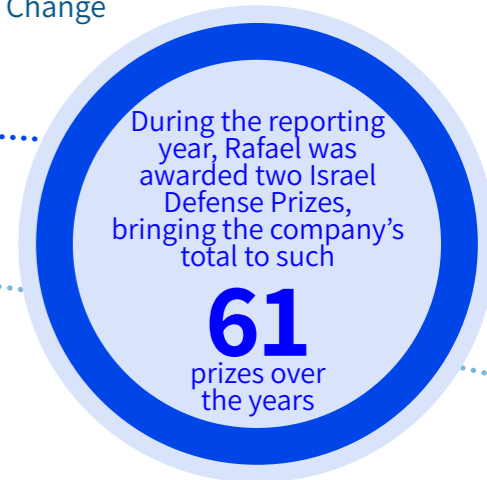 Change
During the reporting
year, Rafael was
awarded two Israel
Defense Prizes,
bringing the company's
total to such
61
prizes over
the years